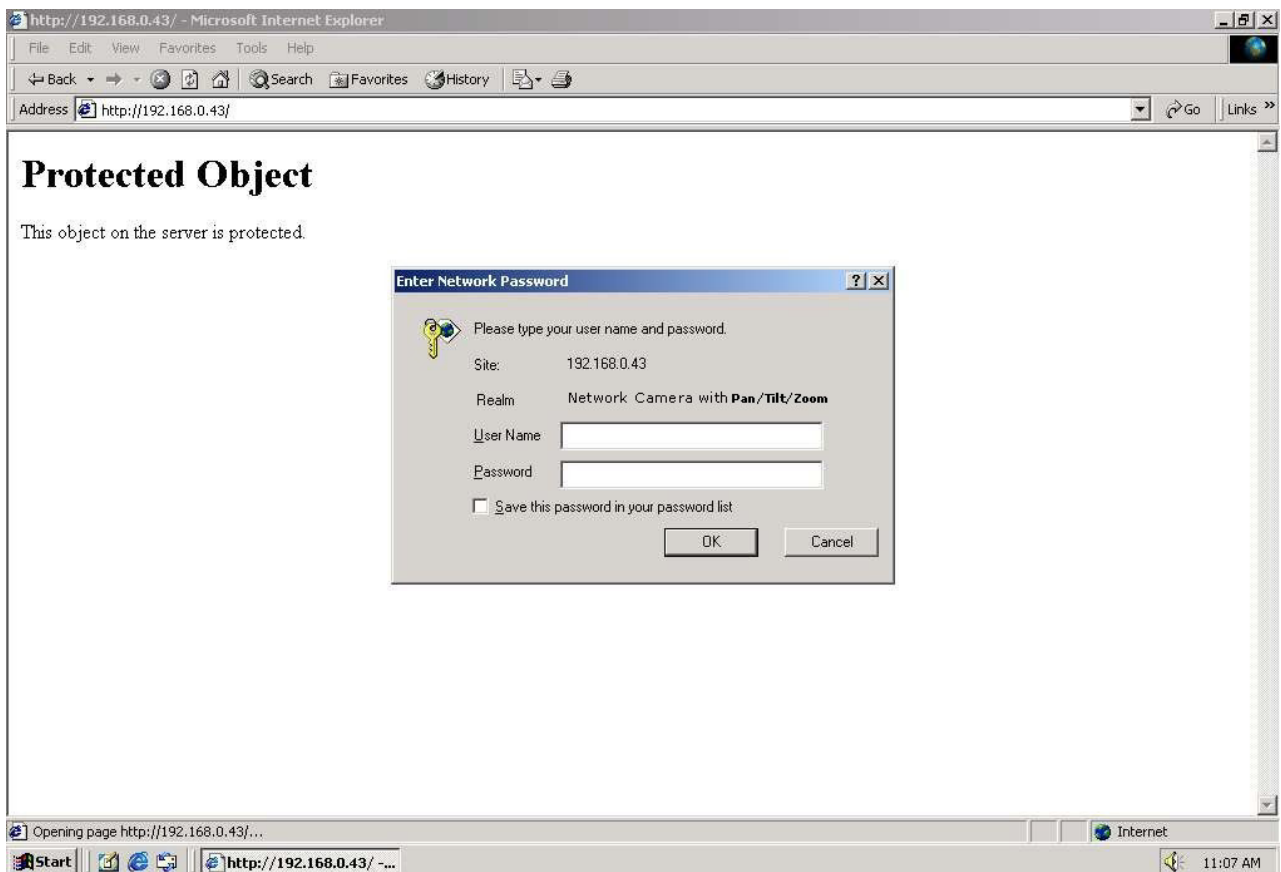 http://192.168.0.43/ - Microsoft Internet Explorer
File Edit View Favorites Tools Help
Back Search Favorites History
Address http://192.168.0.43/ Go Links »
Protected Object
This object on the server is protected.
Enter Network Password
Please type your user name and password.
Site: 192.168.0.43
Realm Network Camera with Pan/Tilt/Zoom
User Name
Password
Save this password in your password list
OK Cancel
Opening page http://192.168.0.43/... Internet
Start http://192.168.0.43/ -... 11:07 AM